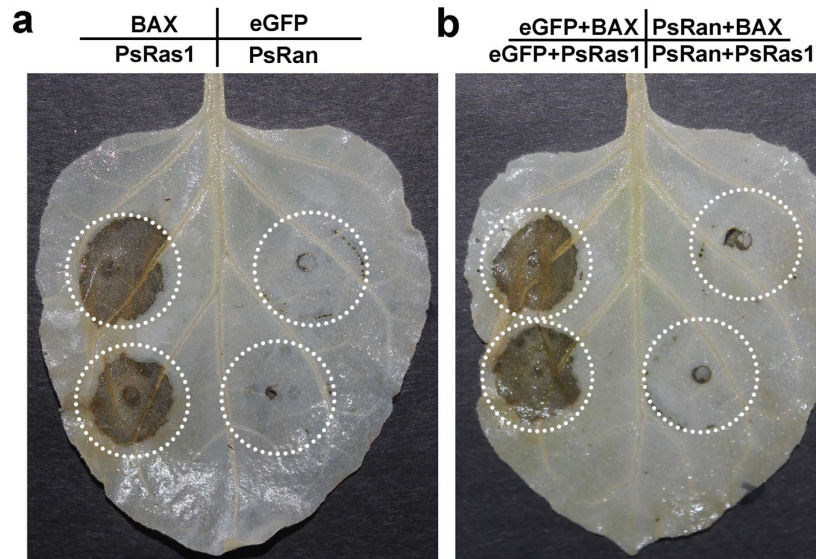 a
BAX eGFP
PsRas1 PsRan
b
eGFP+BAX PsRan+BAX
eGFP+PsRas1 PsRan+PsRas1